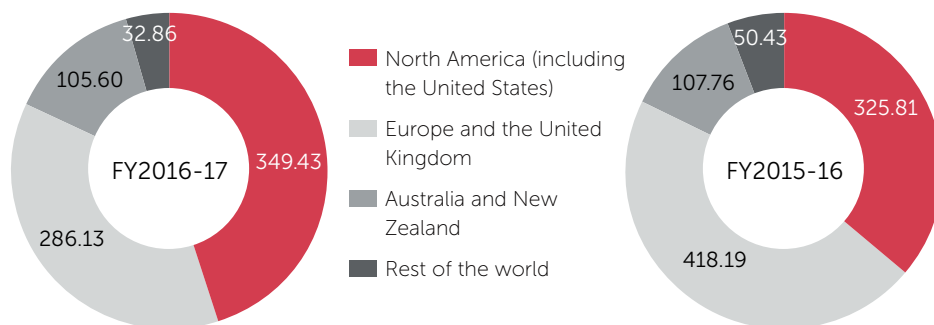 32.86
105.60
349.43
FY2016-17
286.13
North America (including
the United States)
Europe and the United
Kingdom
Australia and New
Zealand
Rest of the world
50.43
107.76
325.81
FY2015-16
418.19